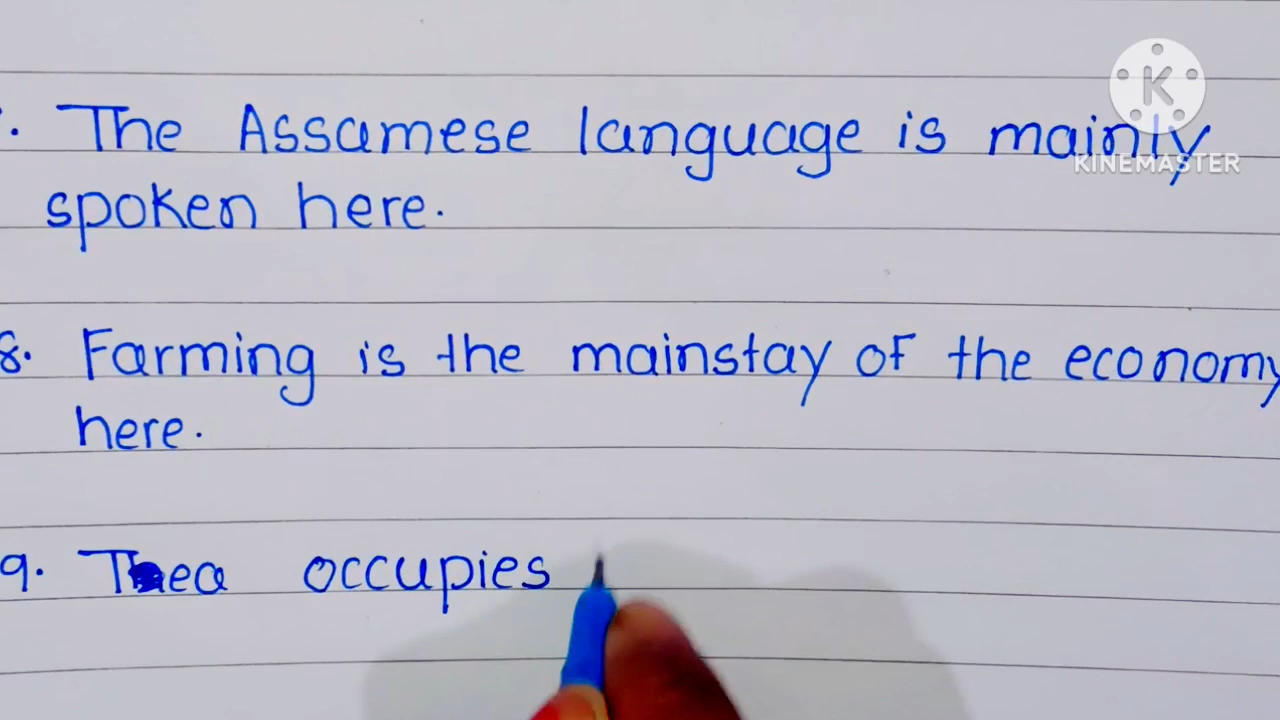 . The Assamese language is mainly
spoken here.
8. Farming is the mainstay of the economy
here.
9. Tea occupies
K
KINEMASTER